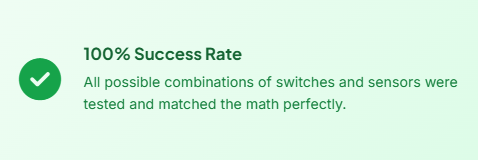 100% Success Rate
All possible combinations of switches and sensors were
tested and matched the math perfectly.